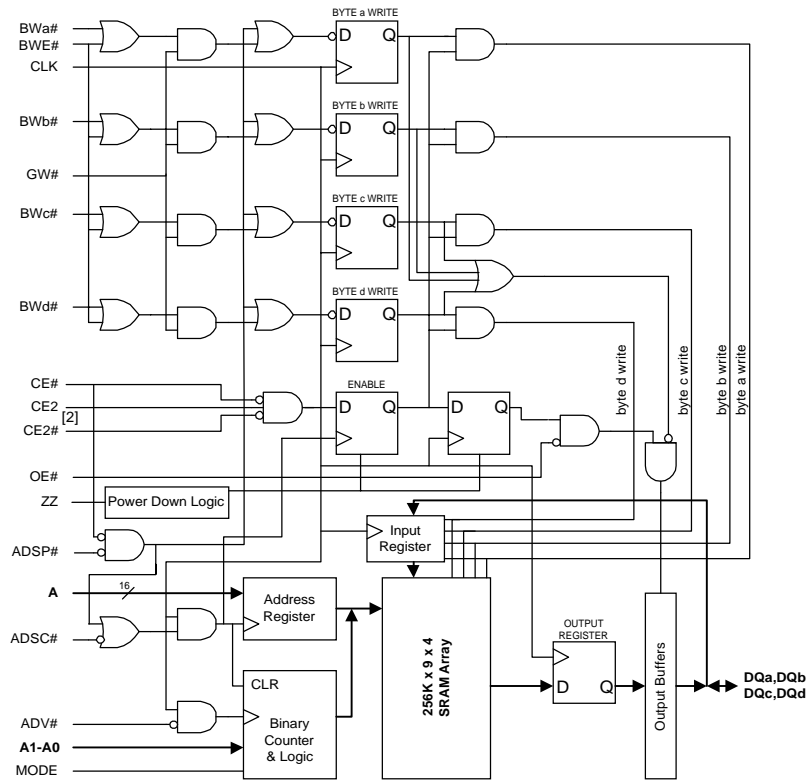 BYTE a WRITE
BWa#
BWE#
CLK
D Q
BYTE b WRITE
BWb#
D Q
GW#
BYTE c WRITE
BWc#
D Q
BYTE d WRITE
BWd#
D Q
byte d write
byte c write
byte b write
byte a write
CE#
CE2
[2]
CE2#
ENABLE
D Q
D Q
OE#
ZZ
Power Down Logic
Input
Register
ADSP#
A
16
Address
Register
ADSC#
CLR
Binary
Counter
& Logic
ADV#
A1-A0
MODE
256K x 9 x 4
SRAM Array
OUTPUT
REGISTER
D Q
Output Buffers
DQa,DQb
DQc,DQd